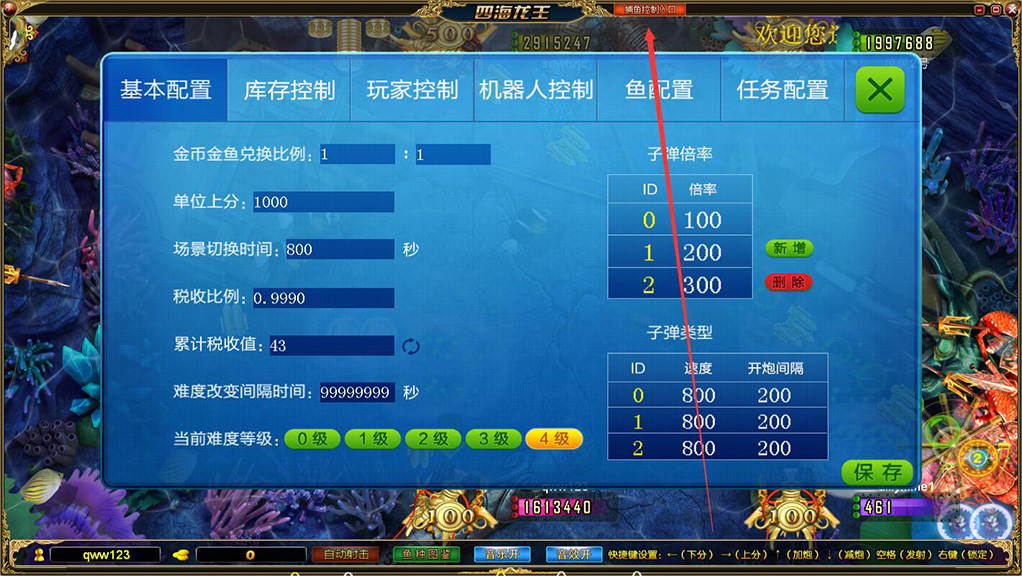 四海龙王
捕鱼控制入口
500
2915247
欢迎您
1997688
基本配置 库存控制 玩家控制 机器人控制 鱼配置 任务配置
金币金鱼兑换比例: 1 : 1
单位上分: 1000
场景切换时间: 800 秒
税收比例: 0.9990
累计税收值: 43
难度改变间隔时间: 99999999 秒
当前难度等级: 0级 1级 2级 3级 4级
子弹倍率
ID 倍率
0 100
1 200
2 300
新增
删除
子弹类型
ID 速度 开炮间隔
0 800 200
1 800 200
2 800 200
保存
100
1613440
100
461
2
qww123
0
自动射击
鱼种图鉴
音乐开
音效开
快捷键设置: ←(下分) →(上分) ↑(加炮) ↓(减炮) 空格(发射) 右键(锁定)